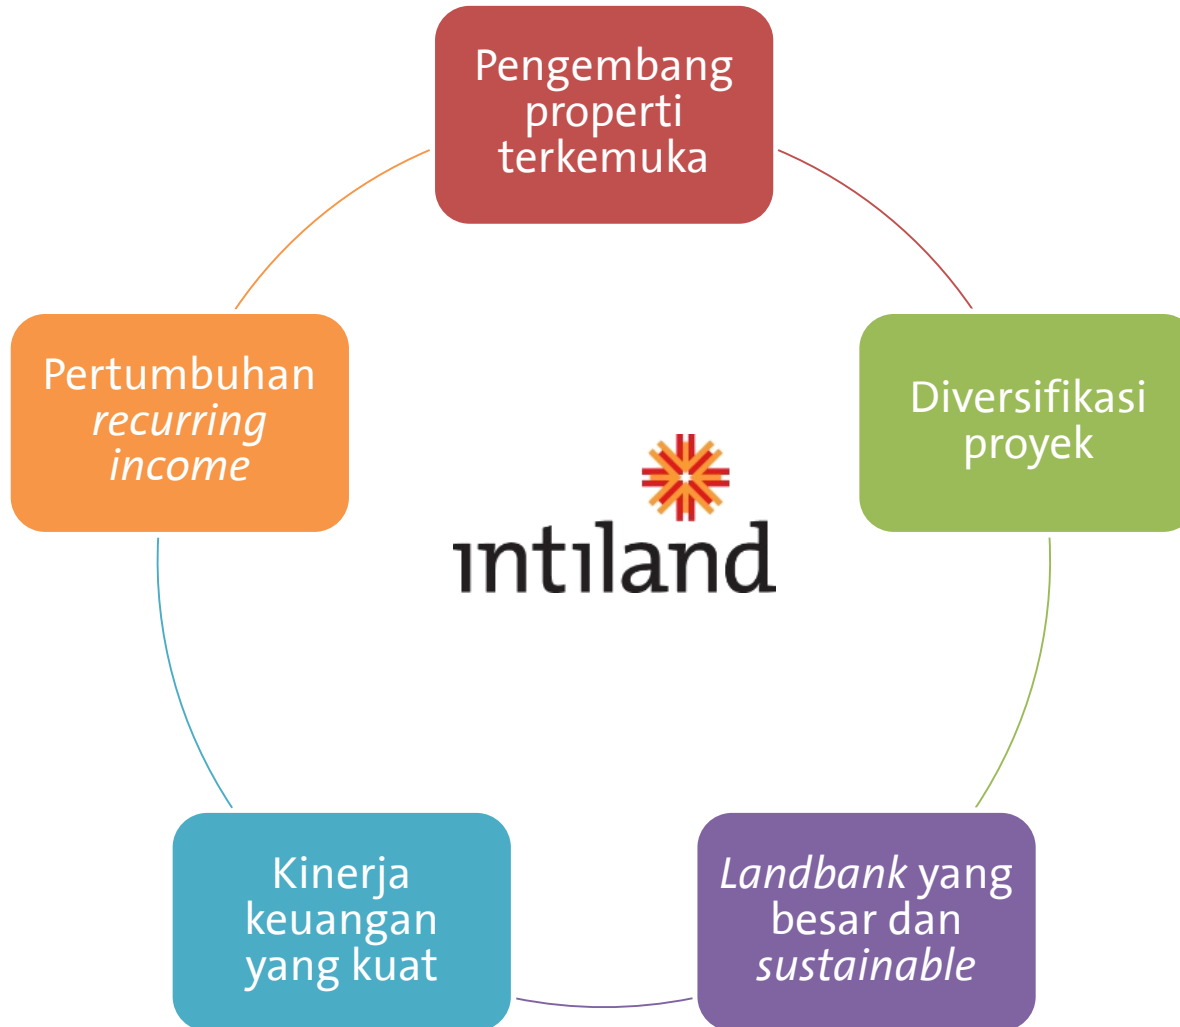 Pengembang
properti
terkemuka
Diversifikasi
proyek
Landbank yang
besar dan
sustainable
Kinerja
keuangan
yang kuat
Pertumbuhan
recurring
income
intiland